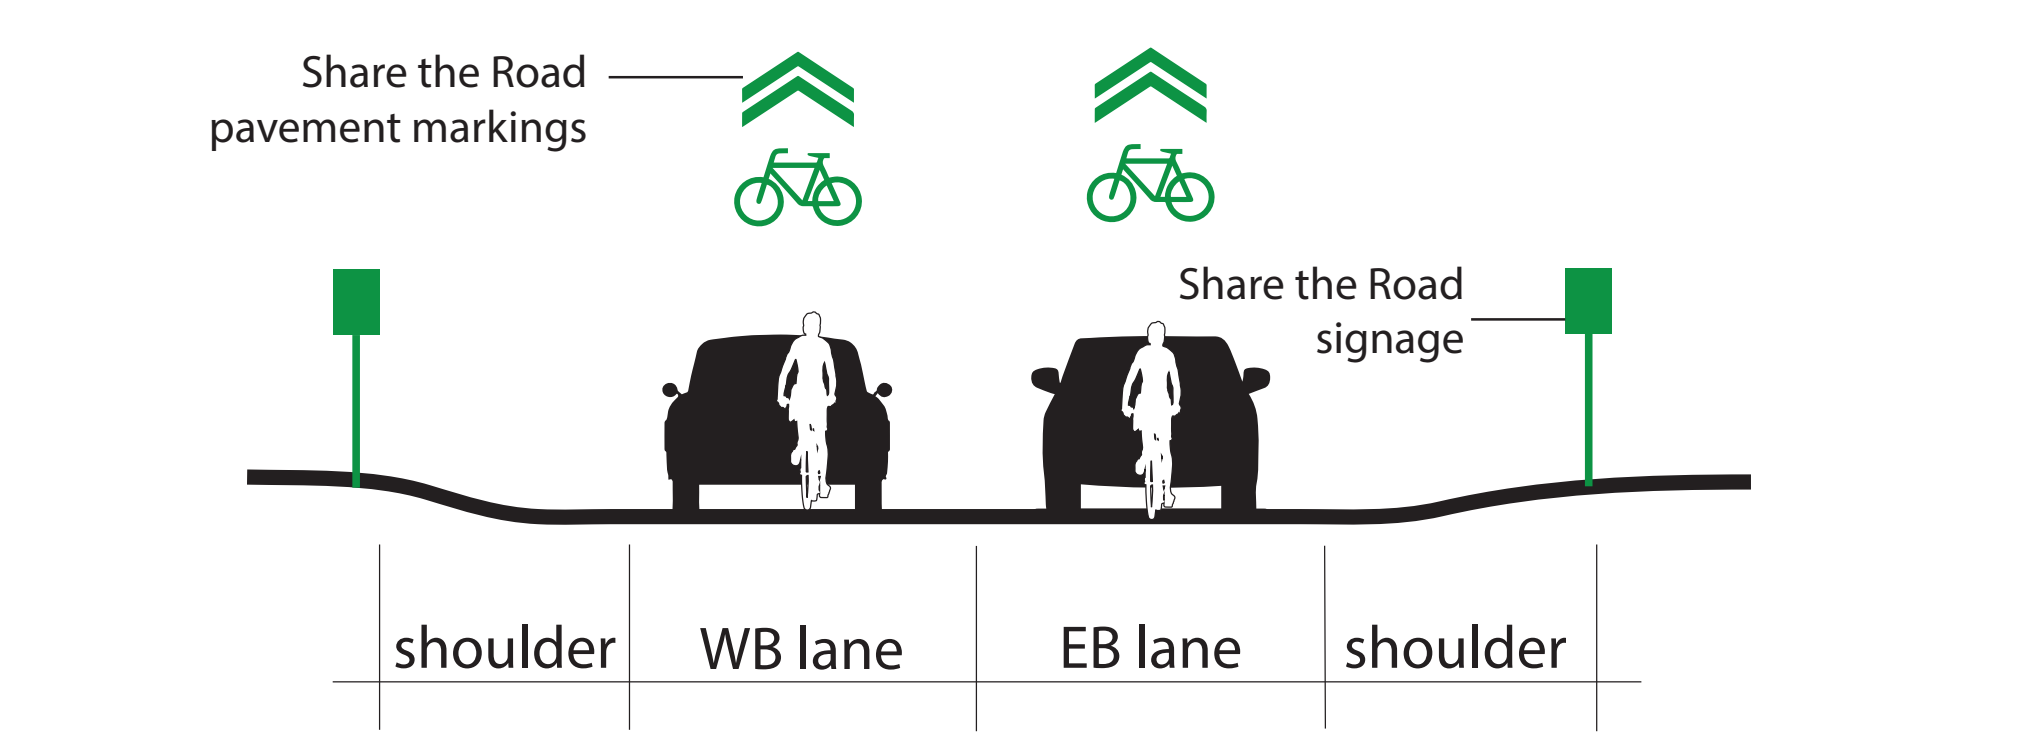 Share the Road
pavement markings
Share the Road
signage
shoulder
WB lane
EB lane
shoulder